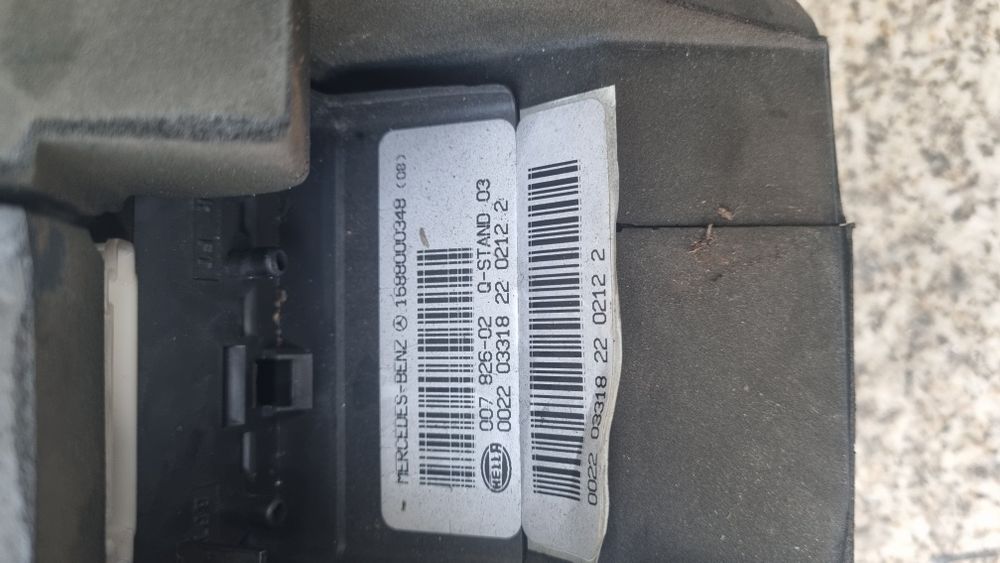 MERCEDES-BENZ 1688000348 (08)
007 826-02 Q-STAND 03
HELLA 0022 03318 22 0212 2
0022 03318 22 0212 2